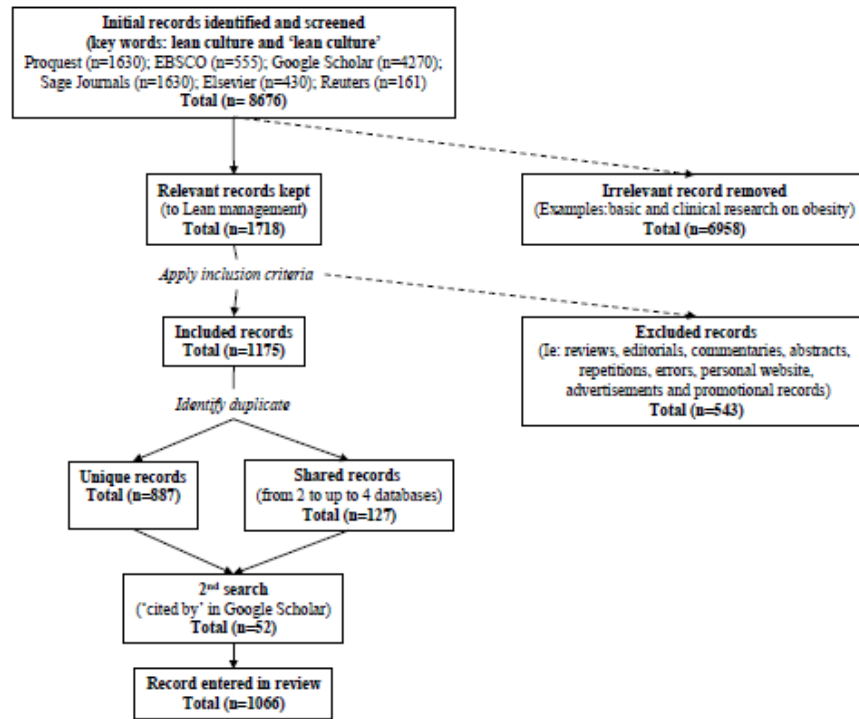 Initial records identified and screened
(key words: lean culture and ‘lean culture’
Proquest (n=1630); EBSCO (n=555); Google Scholar (n=4270);
Sage Journals (n=1630); Elsevier (n=430); Reuters (n=161)
Total (n= 8676)
Relevant records kept
(to Lean management)
Total (n=1718)
Irrelevant record removed
(Examples:basic and clinical research on obesity)
Total (n=6958)
Apply inclusion criteria
Included records
Total (n=1175)
Excluded records
(Ie: reviews, editorials, commentaries, abstracts,
repetitions, errors, personal website,
advertisements and promotional records)
Total (n=543)
Identify duplicate
Unique records
Total (n=887)
Shared records
(from 2 to up to 4 databases)
Total (n=127)
2nd search
(‘cited by’ in Google Scholar)
Total (n=52)
Record entered in review
Total (n=1066)